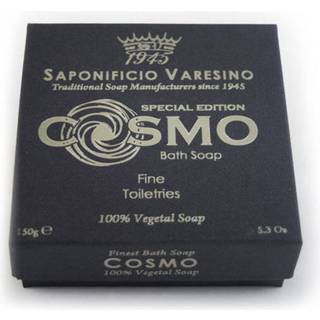 1945
SAPONIFICIO VARESINO
Traditional Soap Manufacturers since 1945
SPECIAL EDITION
COSMO
Bath Soap
Fine
Toiletries
100% Vegetal Soap
150g e 5.3 Oz
Finest Bath Soap
COSMO
100% Vegetal Soap